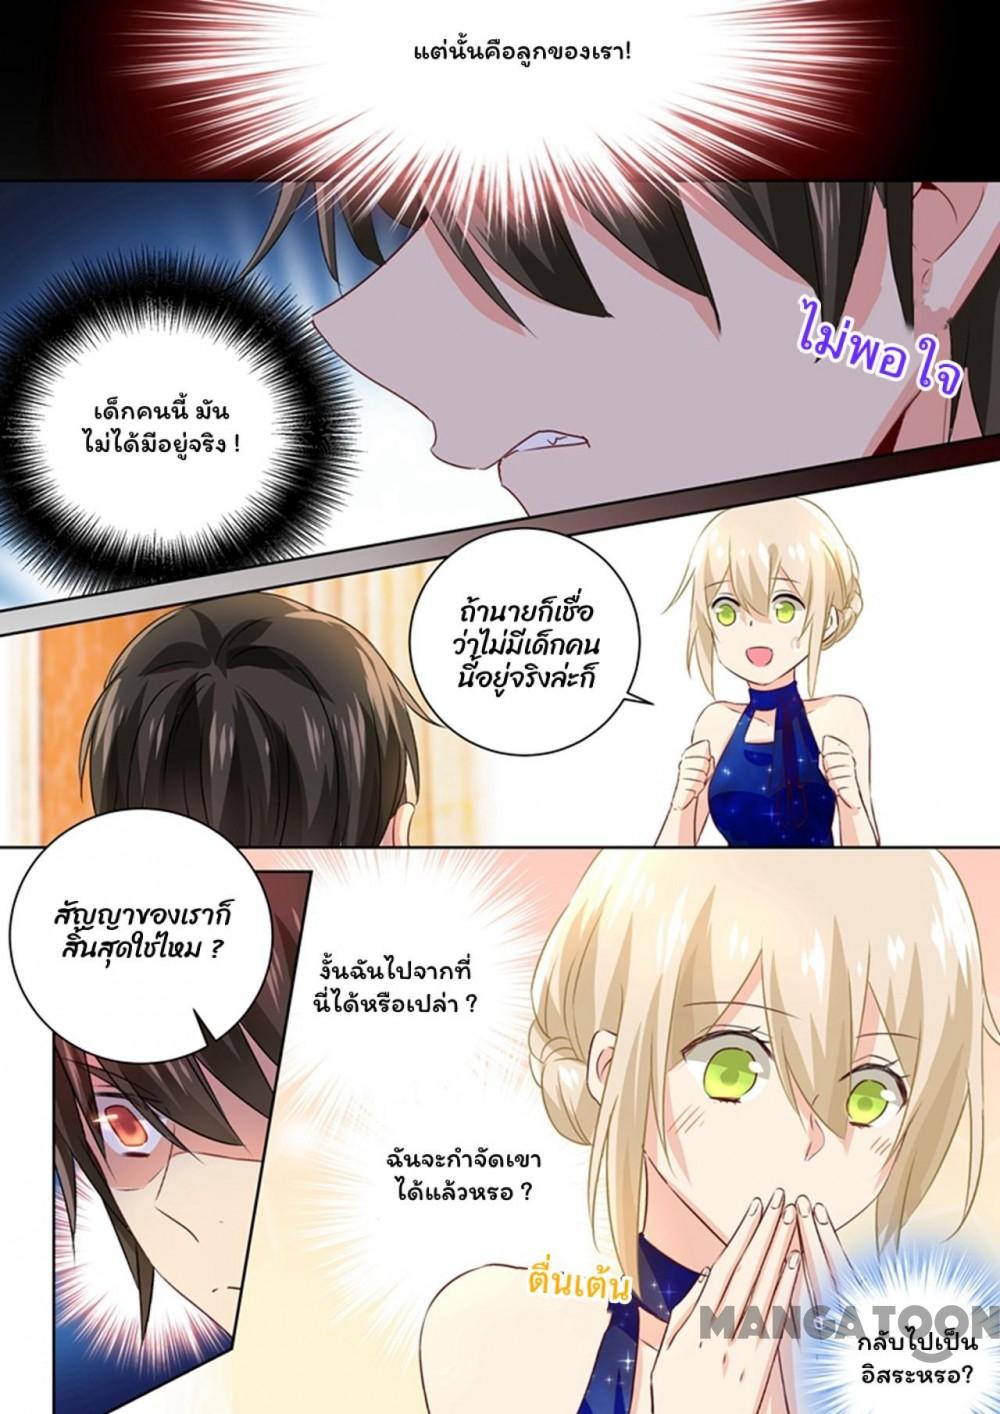 แต่นั้นคือลูกของเรา!
ไม่พอใจ
เด็กคนนี้ มัน
ไม่ได้มีอยู่จริง !
ถ้านายก็เชื่อ
ว่าไม่มีเด็กคน
นี้อยู่จริงล่ะก็
สัญญาของเราก็
สิ้นสุดใช่ไหม ?
งั้นฉันไปจากที่
นี่ได้หรือเปล่า ?
ฉันจะกำจัดเขา
ได้แล้วหรอ ?
ตื่นเต้น
MANGATOON
กลับไปเป็น
อิสระหรอ?